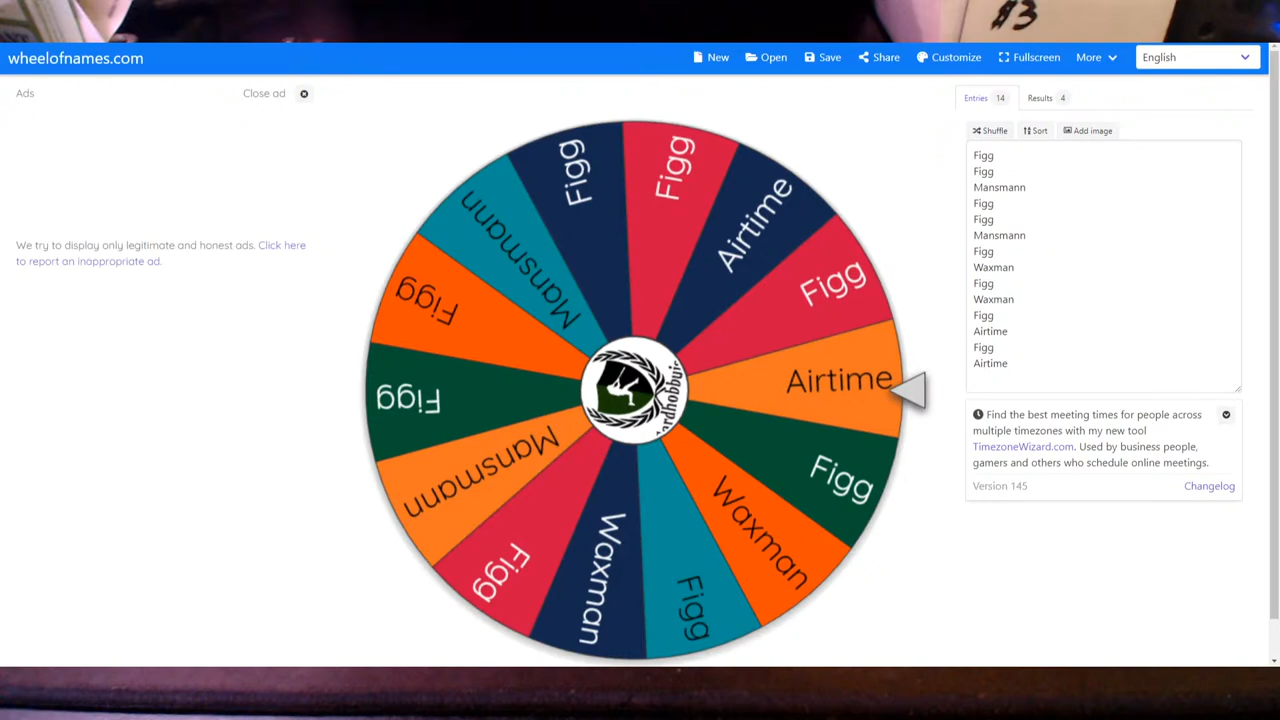 $3
wheelofnames.com
New
Open
Save
Share
Customize
Fullscreen
More
English
Ads
Close ad
We try to display only legitimate and honest ads. Click here
to report an inappropriate ad.
Figg
Figg
Airtime
Figg
Airtime
Figg
Waxman
Figg
Waxman
Figg
Mansmann
Figg
Figg
Mansmann
Entries 14
Results 4
Shuffle
Sort
Add image
Figg
Figg
Mansmann
Figg
Figg
Mansmann
Figg
Waxman
Figg
Waxman
Figg
Airtime
Figg
Airtime
Find the best meeting times for people across
multiple timezones with my new tool
TimezoneWizard.com. Used by business people,
gamers and others who schedule online meetings.
Version 145
Changelog